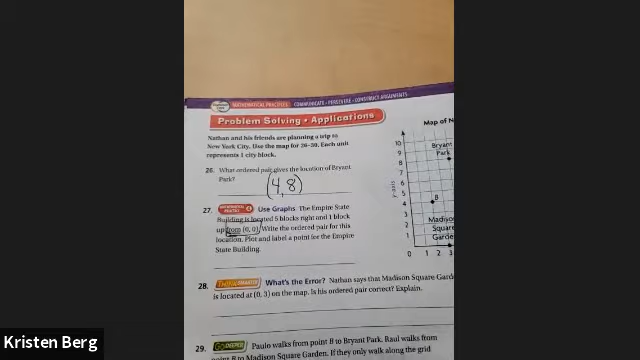 MATHEMATICAL PRACTICES COMMUNICATE • PERSEVERE • CONSTRUCT ARGUMENTS
Problem Solving • Applications
Nathan and his friends are planning a trip to
New York City. Use the map for 26–30. Each unit
represents 1 city block.
26. What ordered pair gives the location of Bryant
Park?
(4,8)
27. Use Graphs The Empire State
Building is located 5 blocks right and 1 block
up from (0, 0). Write the ordered pair for this
location. Plot and label a point for the Empire
State Building.
28. THINK SMARTER What's the Error? Nathan says that Madison Square Gard
is located at (0, 3) on the map. Is his ordered pair correct? Explain.
29. GO DEEPER Paulo walks from point B to Bryant Park. Raul walks from
point B to Madison Square Garden. If they only walk along the grid
Map of N
10
9
8
7
6
5
4
3
2
1
0 1 2 3
y-axis
Bryant
Park
B
Madison
Square
Garde
Kristen Berg